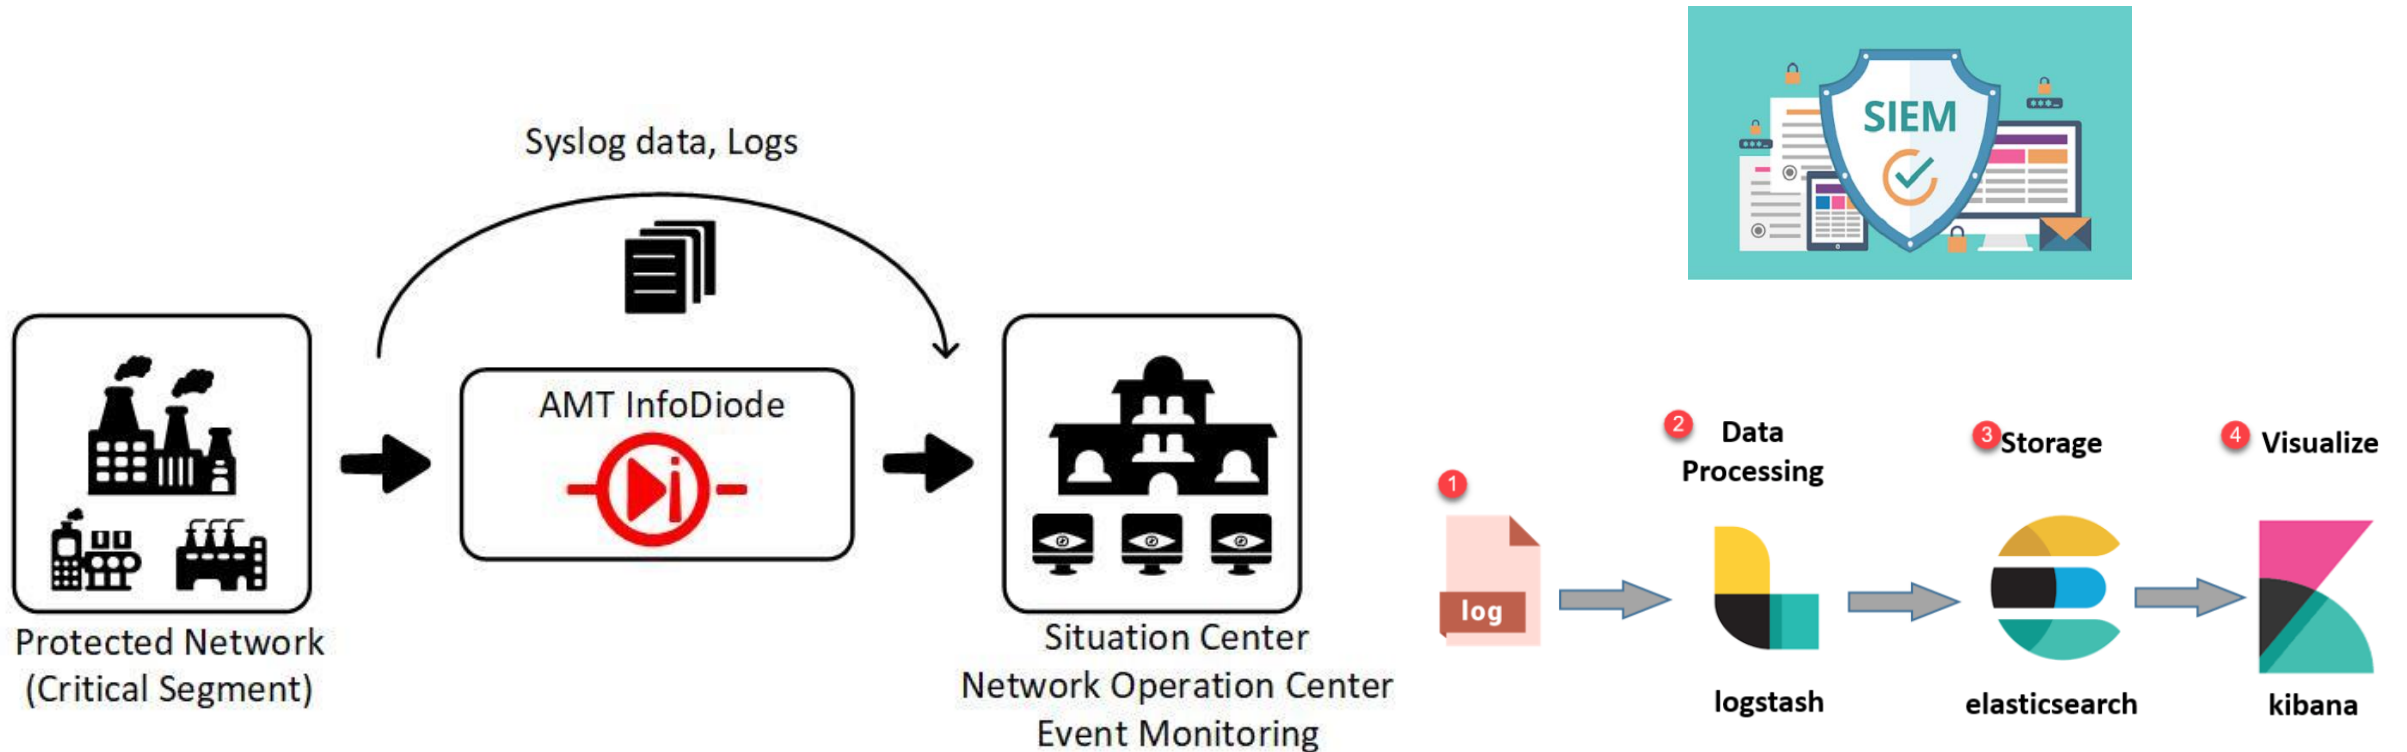 Syslog data, Logs
AMT InfoDiode
Protected Network
(Critical Segment)
Situation Center
Network Operation Center
Event Monitoring
SIEM
1
log
2
Data
Processing
logstash
3
Storage
elasticsearch
4
Visualize
kibana